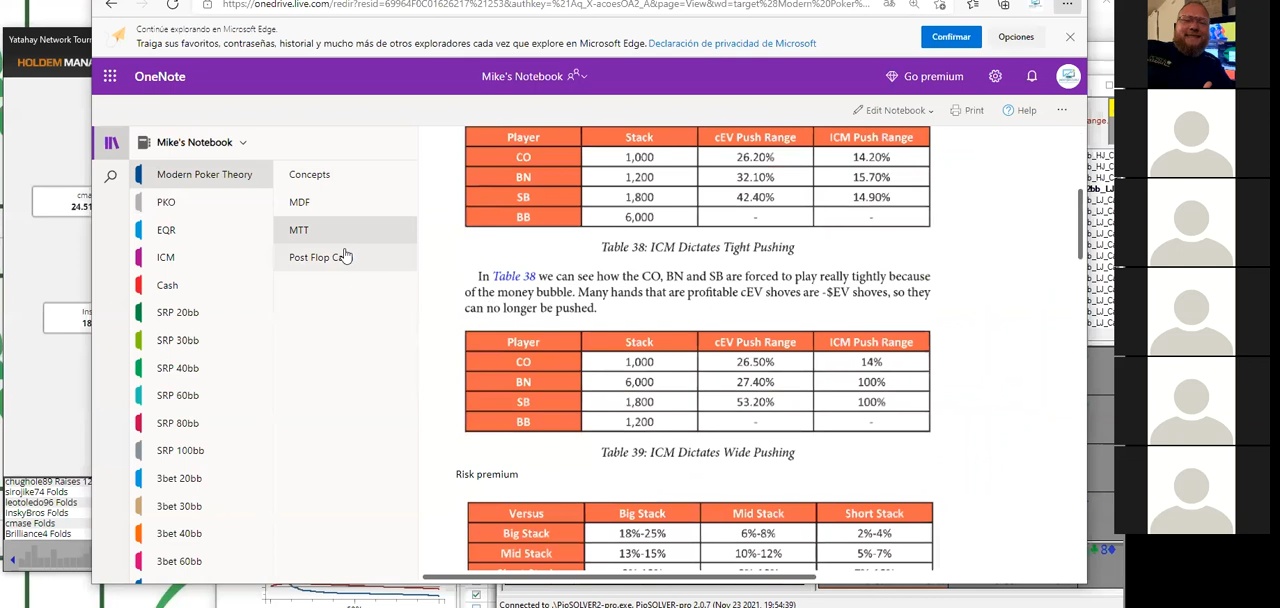 https://onedrive.live.com/redir?resid=69964F0C01626217%21253&authkey=%21Aq_X-acoesOA2_A&page=View&wd=target%28Modern%20Poker...
Continúe explorando en Microsoft Edge.
Traiga sus favoritos, contraseñas, historial y mucho más de otros exploradores cada vez que explore en Microsoft Edge. Declaración de privacidad de Microsoft
Confirmar
Opciones
Yatahay Network Tourn
HOLDEM MANA
OneNote
Mike's Notebook
Go premium
Edit Notebook
Print
Help
Mike's Notebook
Modern Poker Theory
PKO
EQR
ICM
Cash
SRP 20bb
SRP 30bb
SRP 40bb
SRP 60bb
SRP 80bb
SRP 100bb
3bet 20bb
3bet 30bb
3bet 40bb
3bet 60bb
Concepts
MDF
MTT
Post Flop
Player Stack cEV Push Range ICM Push Range
CO 1,000 26.20% 14.20%
BN 1,200 32.10% 15.70%
SB 1,800 42.40% 14.90%
BB 6,000 - -
Table 38: ICM Dictates Tight Pushing
In Table 38 we can see how the CO, BN and SB are forced to play really tightly because
of the money bubble. Many hands that are profitable cEV shoves are -$EV shoves, so they
can no longer be pushed.
Player Stack cEV Push Range ICM Push Range
CO 1,000 26.50% 14%
BN 6,000 27.40% 100%
SB 1,800 53.20% 100%
BB 1,200 - -
Table 39: ICM Dictates Wide Pushing
Risk premium
Versus Big Stack Mid Stack Short Stack
Big Stack 18%-25% 6%-8% 2%-4%
Mid Stack 13%-15% 10%-12% 5%-7%
cma
24.51
Ins
18
chughole89 Raises 12
sirojke74 Folds
leotoledo96 Folds
InskyBros Folds
cmase Folds
Brilliance4 Folds
Connected to .\PioSOLVER2-pro.exe, PioSOLVER-pro 2.0.7 (Nov 23 2021, 19:54:39)